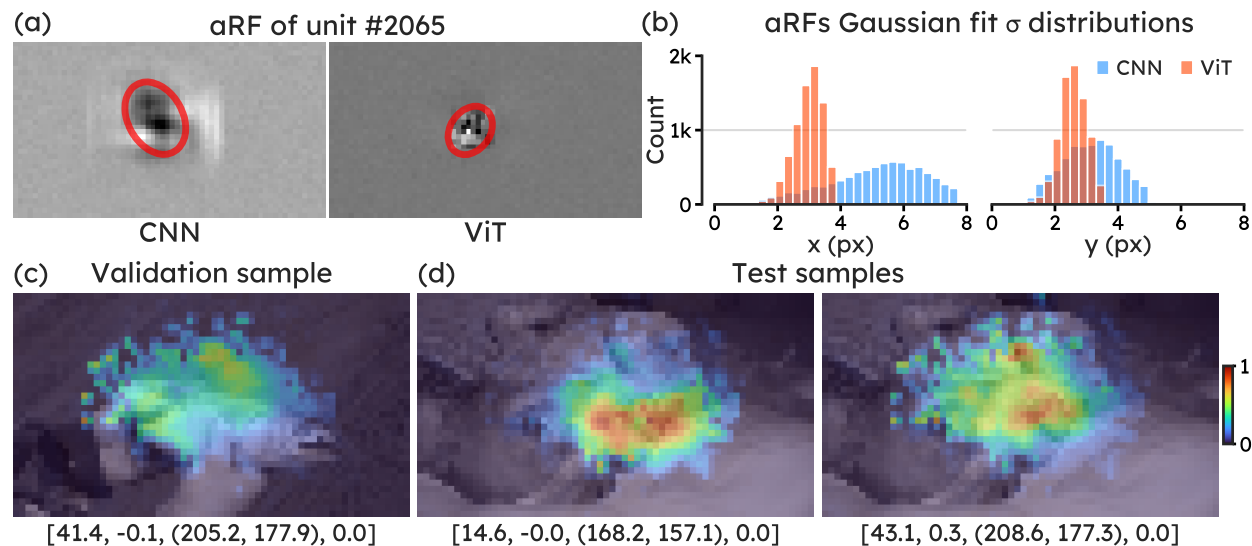 (a) aRF of unit #2065
CNN
ViT
(b) aRFs Gaussian fit σ distributions
2k
1k
0
Count
CNN ViT
0 2 4 6 8
x (px)
0 2 4 6 8
y (px)
(c) Validation sample
[41.4, -0.1, (205.2, 177.9), 0.0]
(d) Test samples
[14.6, -0.0, (168.2, 157.1), 0.0]
[43.1, 0.3, (208.6, 177.3), 0.0]
1
0